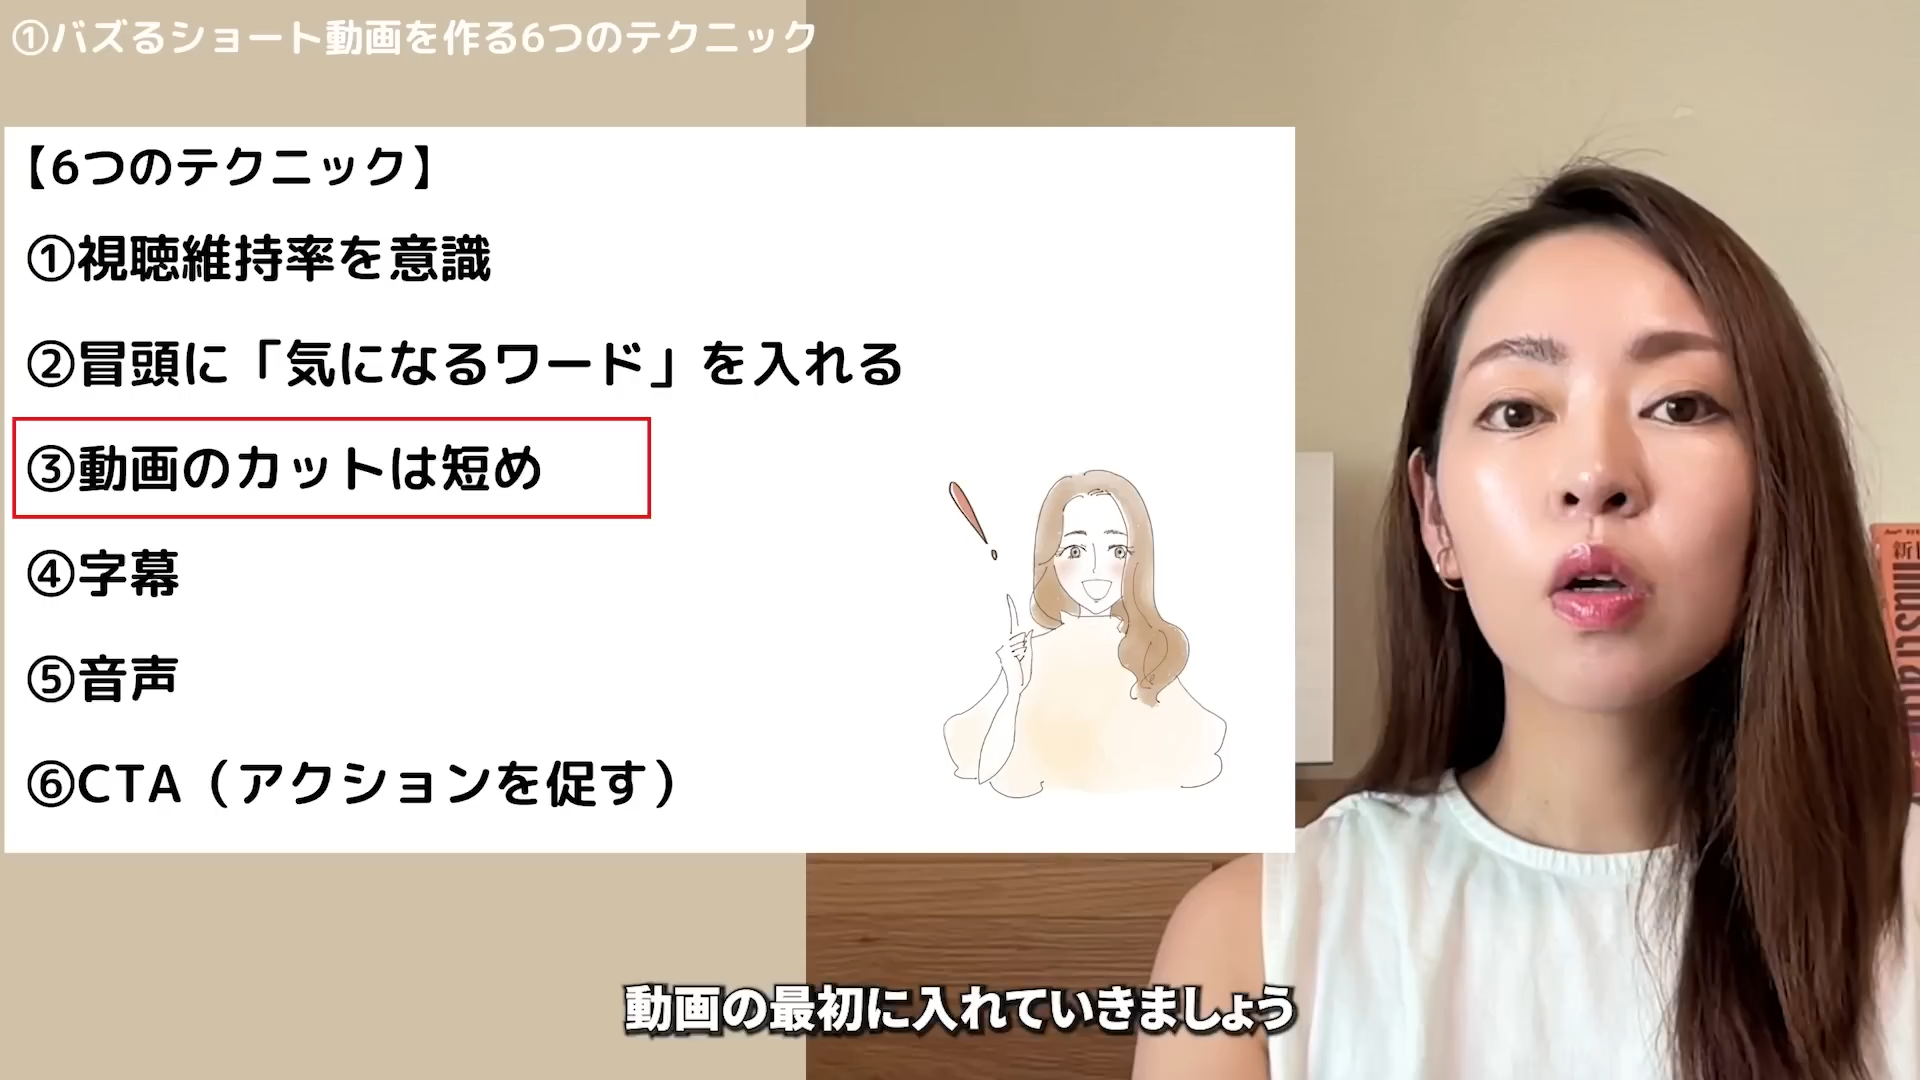 ①バズるショート動画を作る6つのテクニック
【6つのテクニック】
①視聴維持率を意識
②冒頭に「気になるワード」を入れる
③動画のカットは短め
④字幕
⑤音声
⑥CTA（アクションを促す）
動画の最初に入れていきましょう